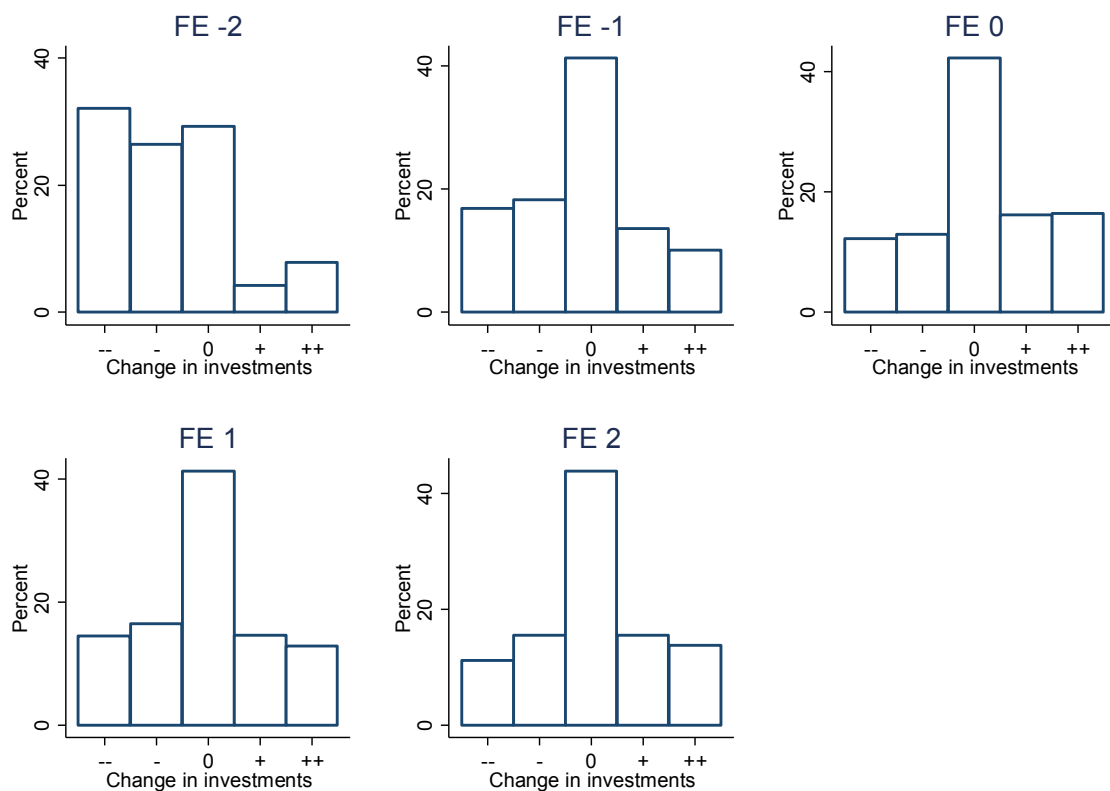 FE -2
FE -1
FE 0
Percent
0 20 40
-- - 0 + ++
Change in investments
Percent
0 20 40
-- - 0 + ++
Change in investments
Percent
0 20 40
-- - 0 + ++
Change in investments
FE 1
FE 2
Percent
0 20 40
-- - 0 + ++
Change in investments
Percent
0 20 40
-- - 0 + ++
Change in investments